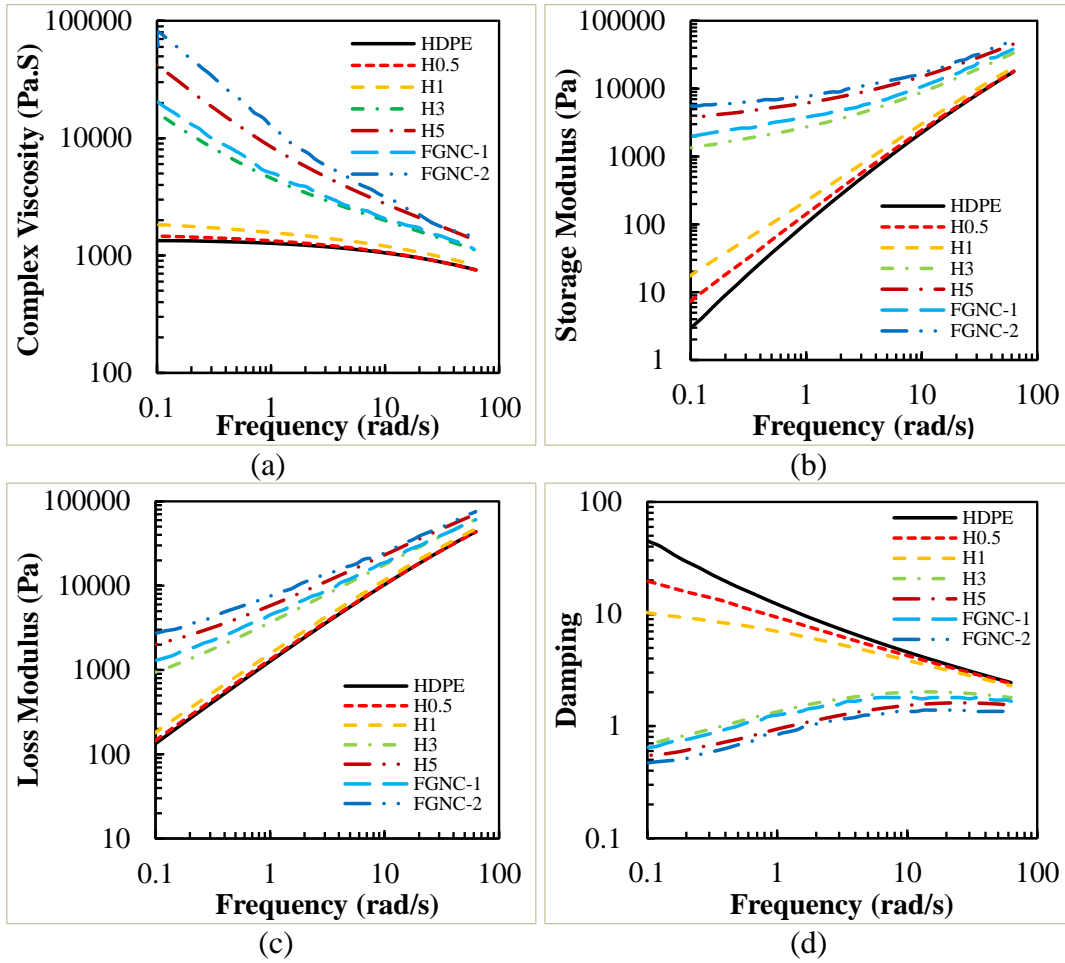 Complex Viscosity (Pa.S)
100000
10000
1000
100
0.1 1 10 100
Frequency (rad/s)
HDPE
H0.5
H1
H3
H5
FGNC-1
FGNC-2
(a)
Storage Modulus (Pa)
100000
10000
1000
100
10
1
0.1 1 10 100
Frequency (rad/s)
HDPE
H0.5
H1
H3
H5
FGNC-1
FGNC-2
(b)
Loss Modulus (Pa)
100000
10000
1000
100
10
0.1 1 10 100
Frequency (rad/s)
HDPE
H0.5
H1
H3
H5
FGNC-1
FGNC-2
(c)
Damping
100
10
1
0.1
0.1 1 10 100
Frequency (rad/s)
HDPE
H0.5
H1
H3
H5
FGNC-1
FGNC-2
(d)